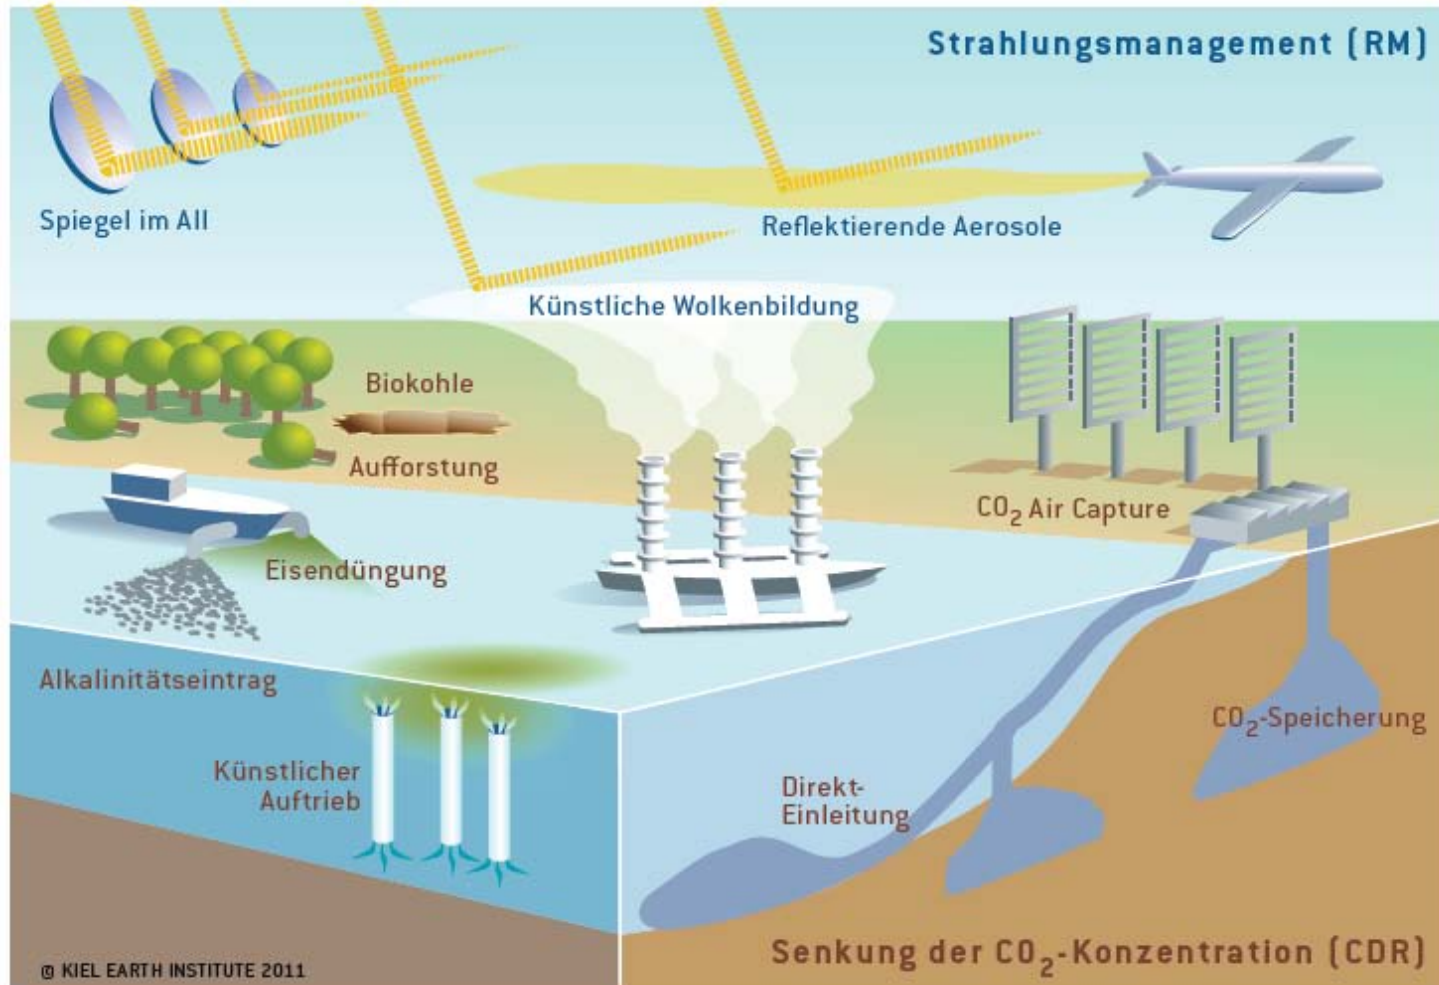 Strahlungsmanagement (RM)
Spiegel im All
Reflektierende Aerosole
Künstliche Wolkenbildung
Biokohle
Aufforstung
CO₂ Air Capture
Eisendüngung
Alkalinitätseintrag
CO₂-Speicherung
Künstlicher
Auftrieb
Direkt-
Einleitung
Senkung der CO₂-Konzentration (CDR)
© KIEL EARTH INSTITUTE 2011